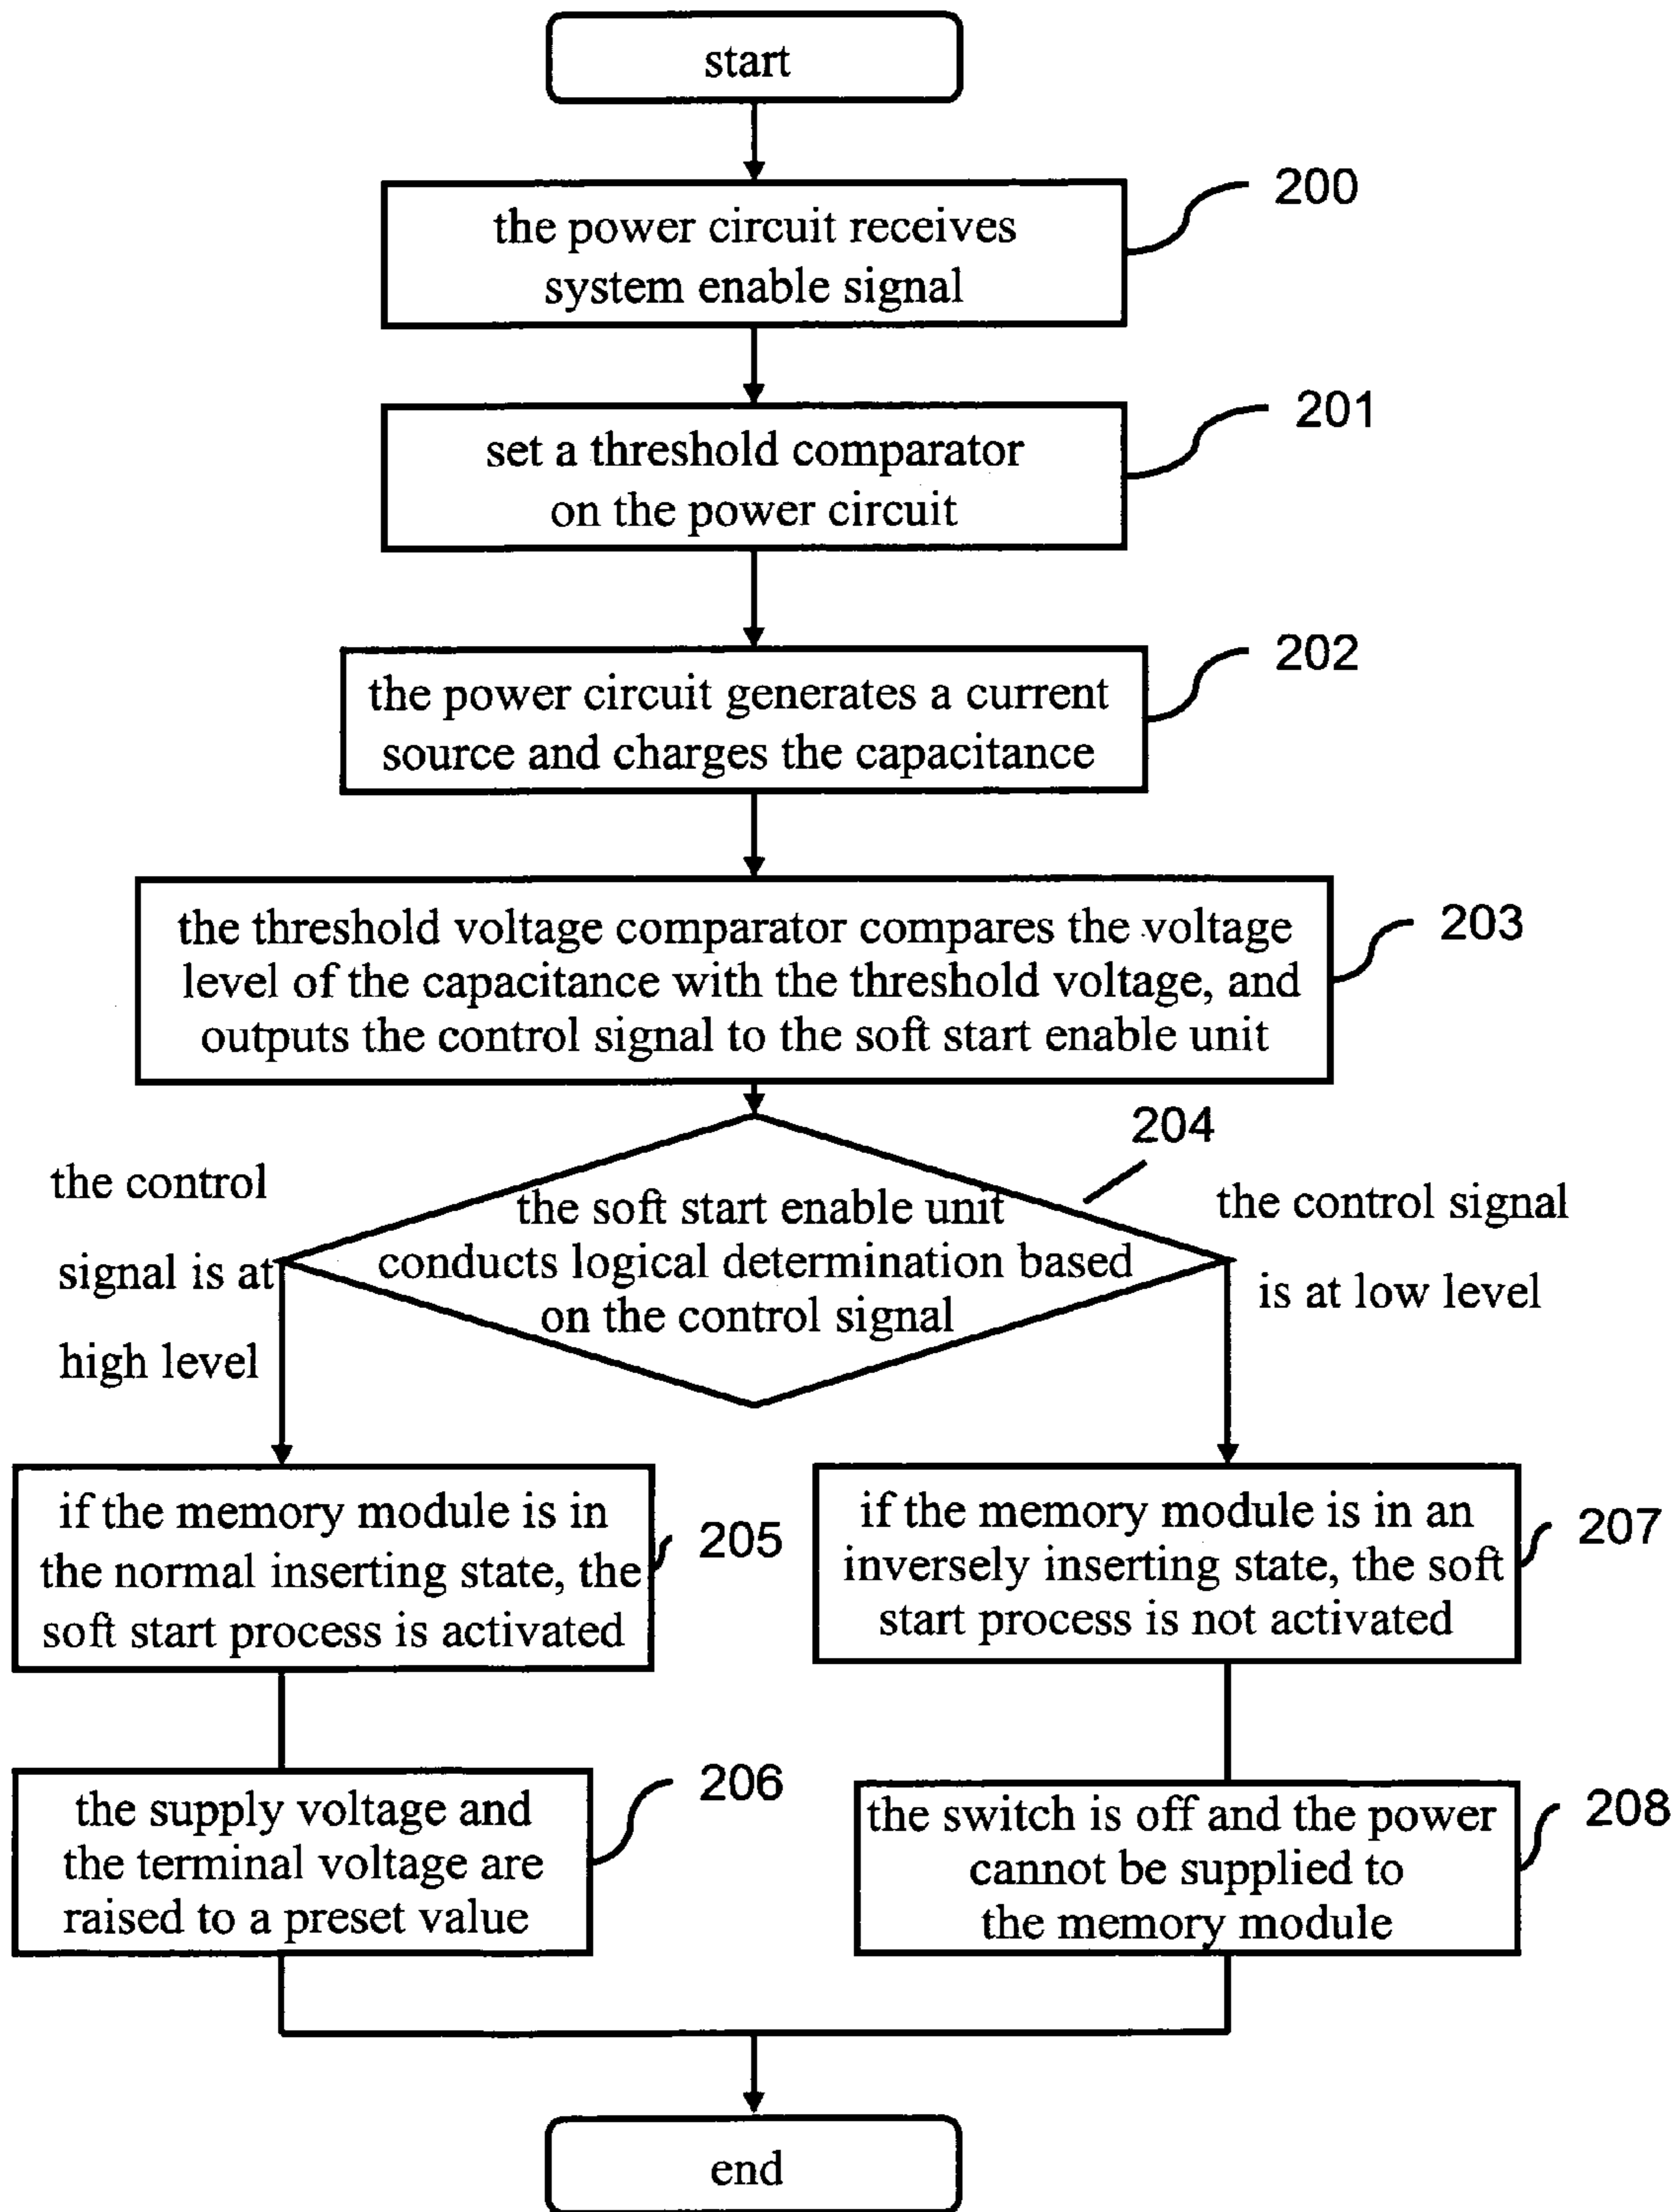 start
the power circuit receives
system enable signal
200
set a threshold comparator
on the power circuit
201
the power circuit generates a current
source and charges the capacitance
202
the threshold voltage comparator compares the voltage
level of the capacitance with the threshold voltage, and
outputs the control signal to the soft start enable unit
203
204
the soft start enable unit
conducts logical determination based
on the control signal
the control
signal is at
high level
the control signal
is at low level
if the memory module is in
the normal inserting state, the
soft start process is activated
205
if the memory module is in an
inversely inserting state, the soft
start process is not activated
207
the supply voltage and
the terminal voltage are
raised to a preset value
206
the switch is off and the power
cannot be supplied to
the memory module
208
end